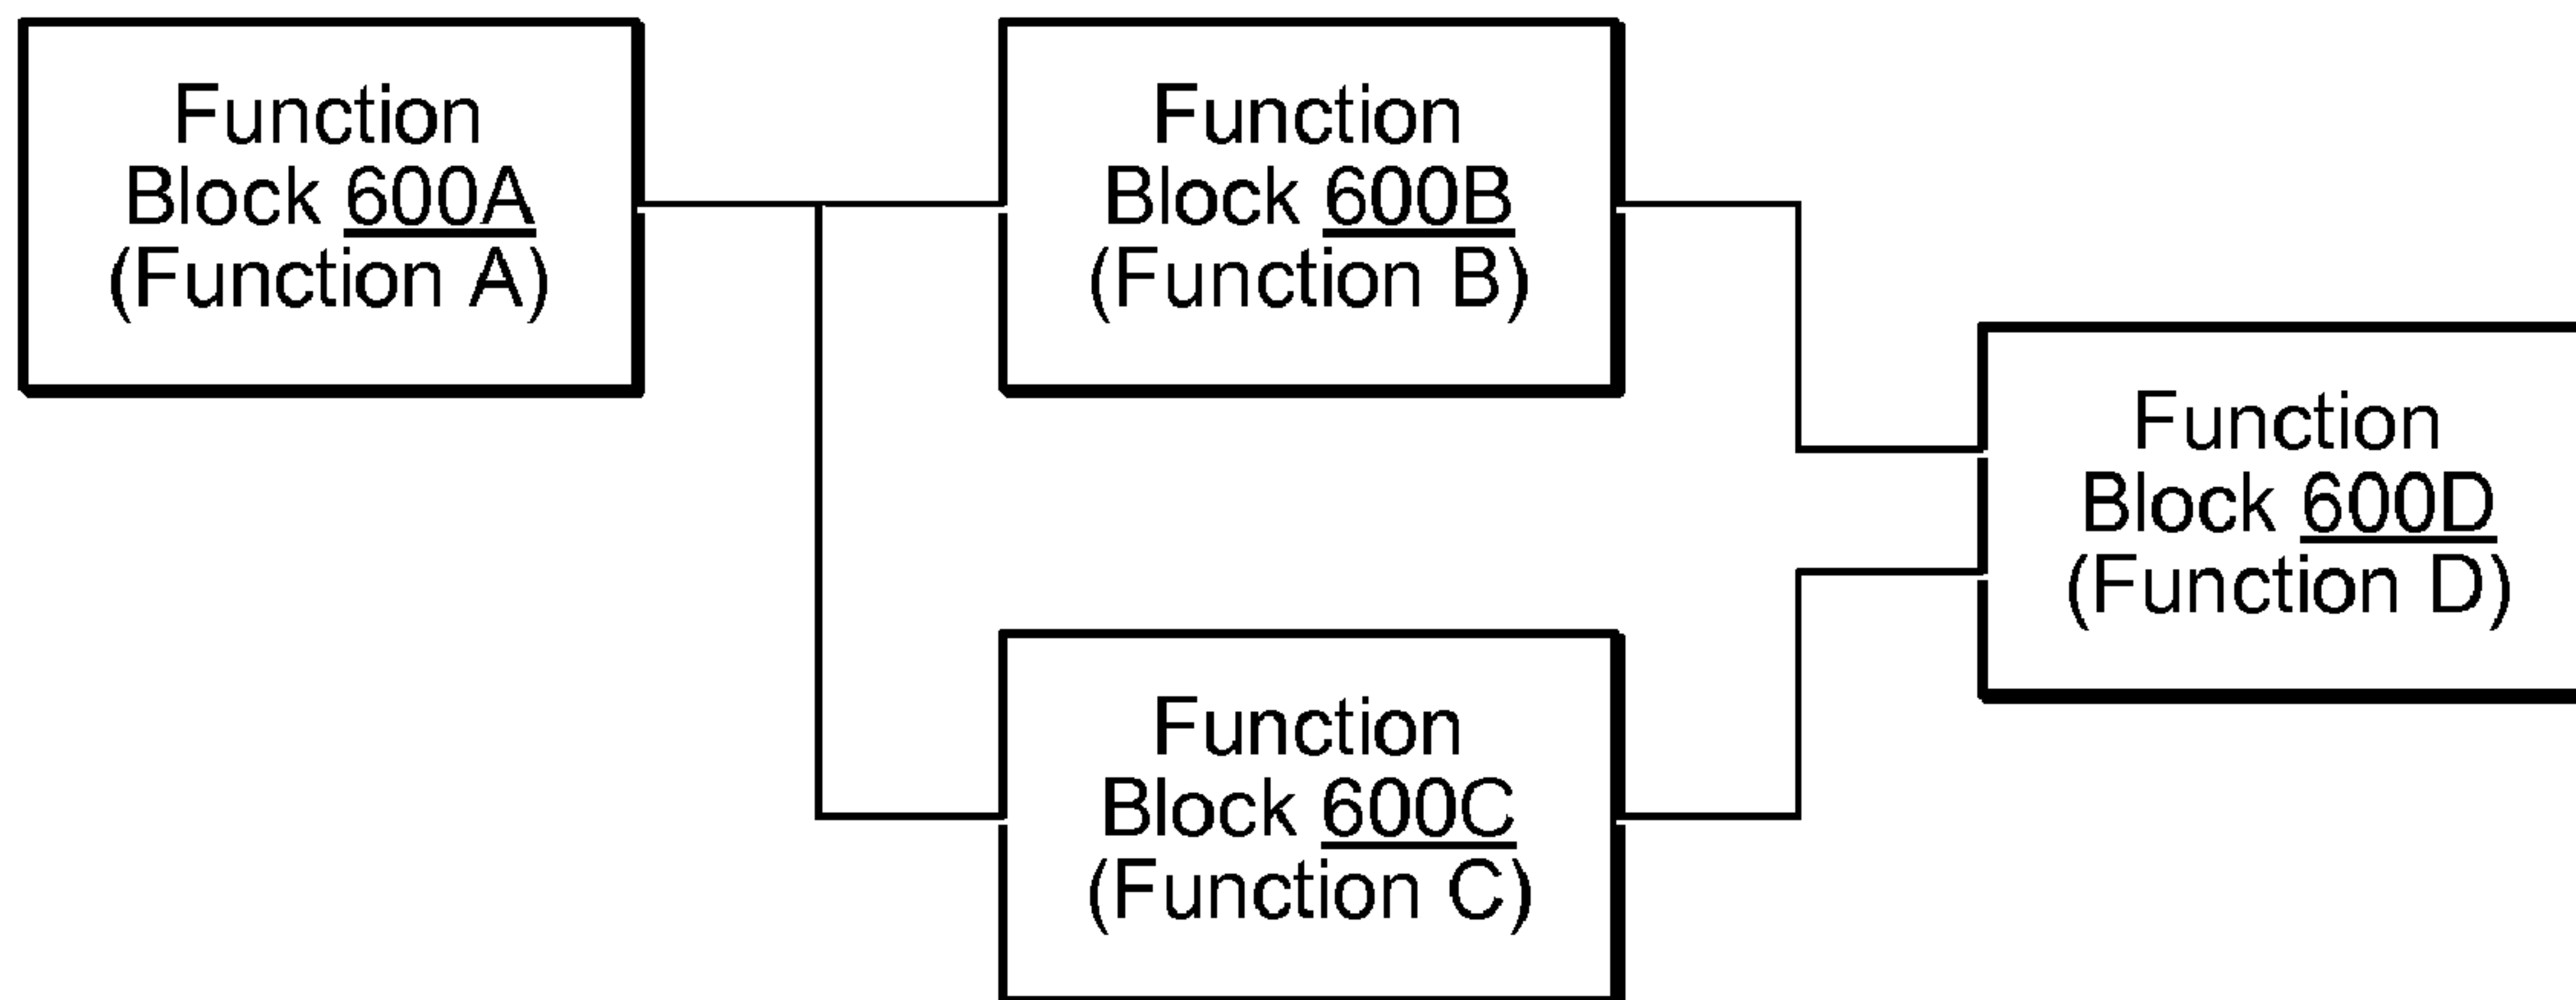 Function
Block 600A
(Function A)
Function
Block 600B
(Function B)
Function
Block 600D
(Function D)
Function
Block 600C
(Function C)